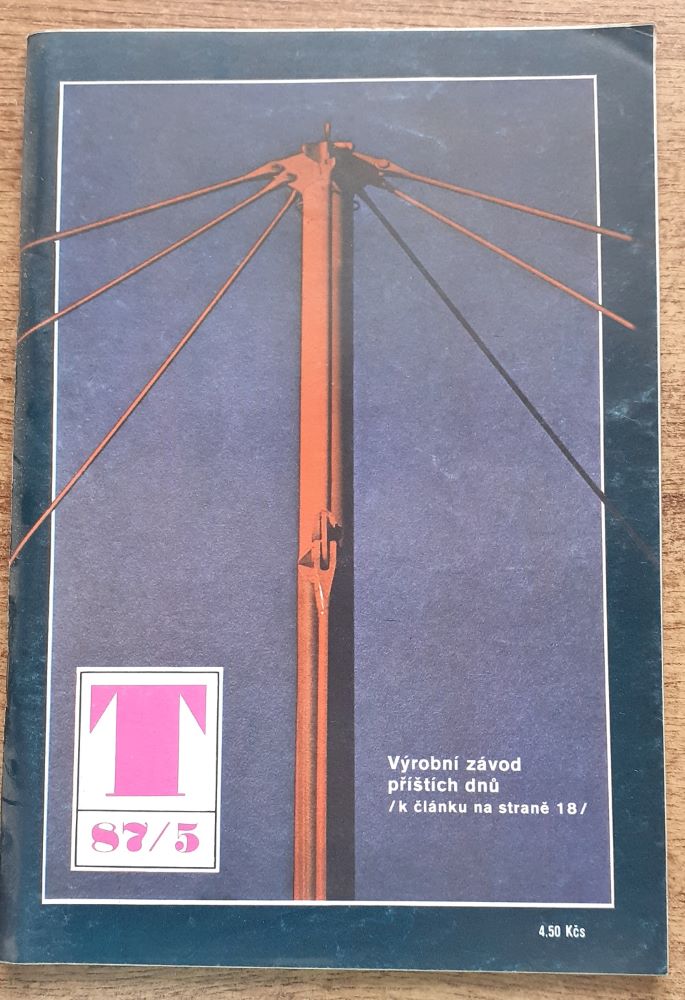 T
87/5
Výrobní závod
příštích dnů
/k článku na straně 18/
4,50 Kčs